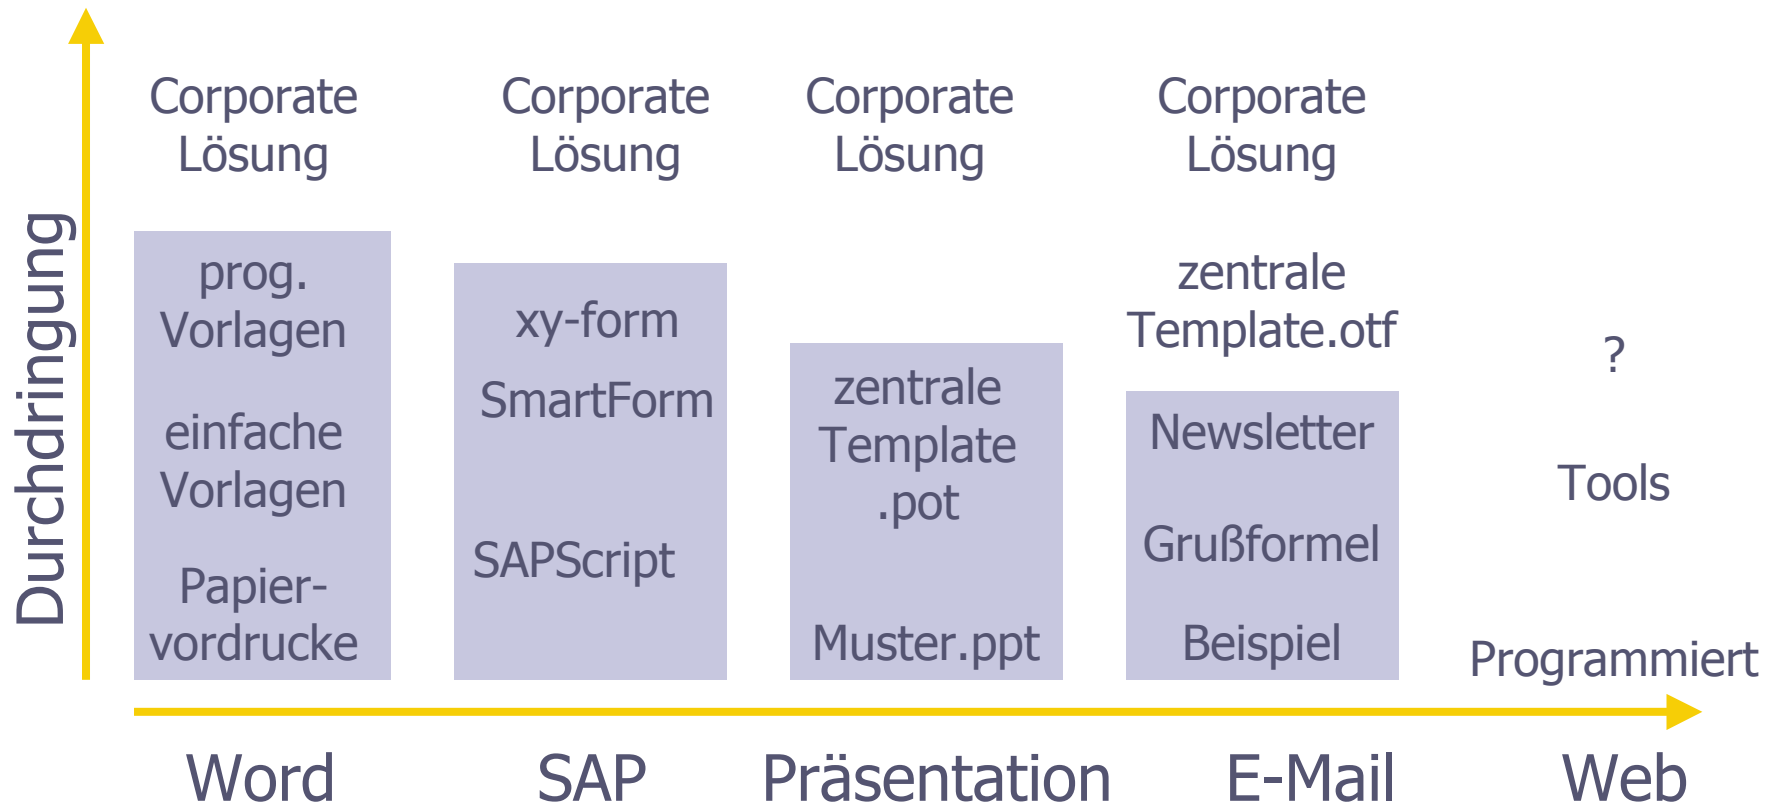 Durchdringung
Corporate
Lösung
prog.
Vorlagen
einfache
Vorlagen
Papier-
vordrucke
Word
Corporate
Lösung
xy-form
SmartForm
SAPScript
SAP
Corporate
Lösung
zentrale
Template
.pot
Muster.ppt
Präsentation
Corporate
Lösung
zentrale
Template.otf
Newsletter
Grußformel
Beispiel
E-Mail
?
Tools
Programmiert
Web